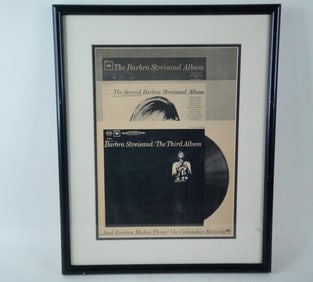 The Barbra Streisand Album
The Second Barbra Streisand Album
Barbra Streisand/The Third Album
...And Barbra Makes Three! On Columbia Records